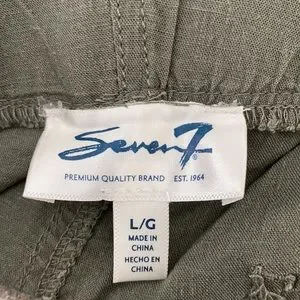 Seven7®
PREMIUM QUALITY BRAND EST. 1964
L/G
MADE IN
CHINA
HECHO EN
CHINA